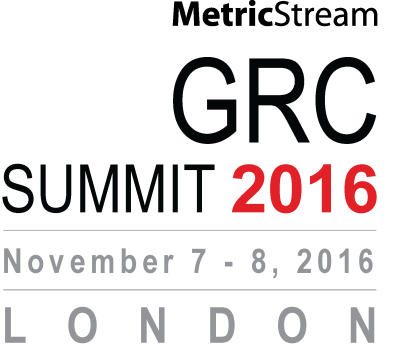 MetricStream
GRC
SUMMIT 2016
November 7 - 8, 2016
LONDON